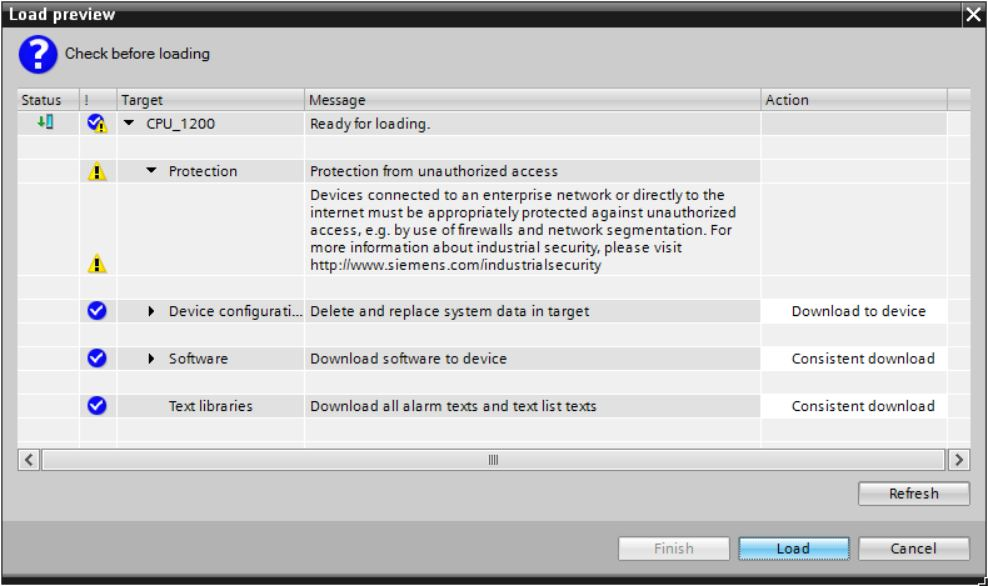 Load preview
Check before loading
Status ! Target Message Action
CPU_1200 Ready for loading.
Protection Protection from unauthorized access
Devices connected to an enterprise network or directly to the
internet must be appropriately protected against unauthorized
access, e.g. by use of firewalls and network segmentation. For
more information about industrial security, please visit
http://www.siemens.com/industrialsecurity
Device configurati... Delete and replace system data in target Download to device
Software Download software to device Consistent download
Text libraries Download all alarm texts and text list texts Consistent download
Refresh
Finish Load Cancel